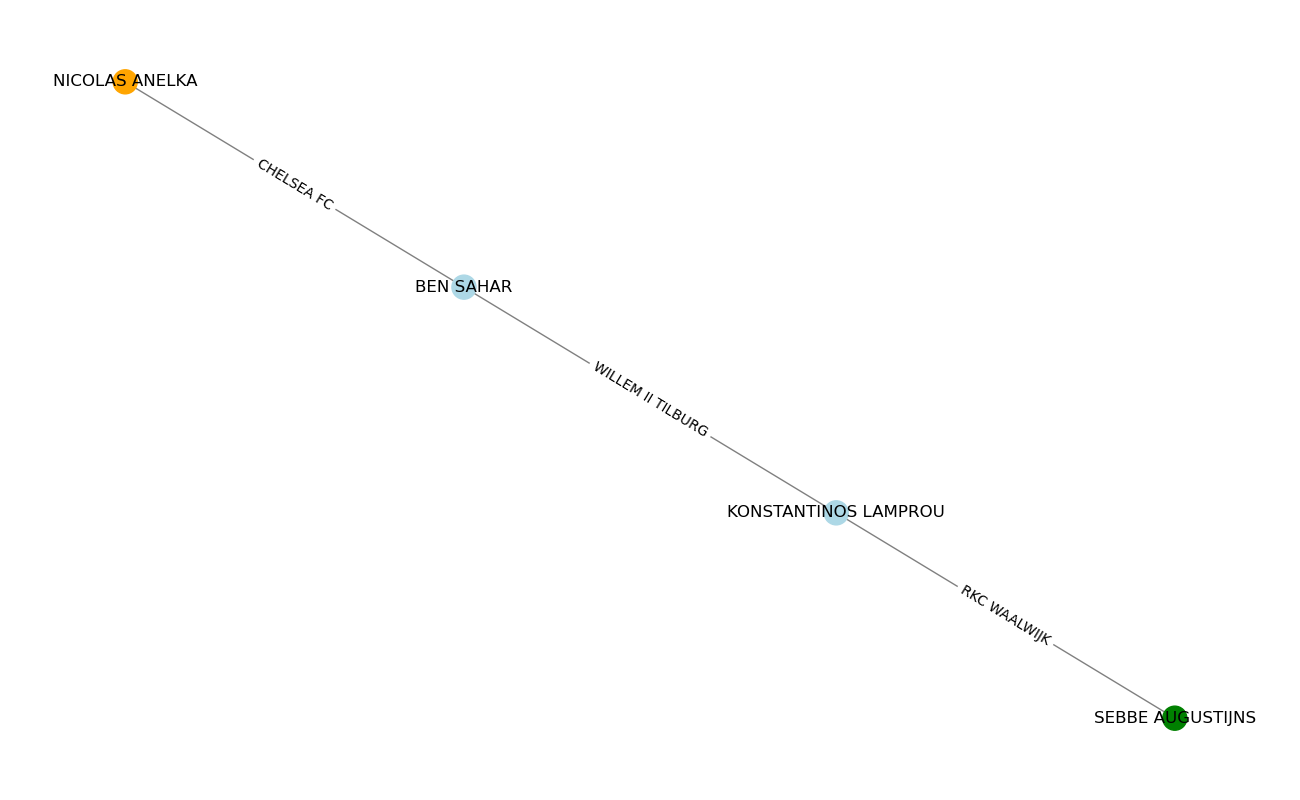 NICOLAS ANELKA
CHELSEA FC
BEN SAHAR
WILLEM II TILBURG
KONSTANTINOS LAMPROU
RKC WAALWIJK
SEBBE AUGUSTIJNS